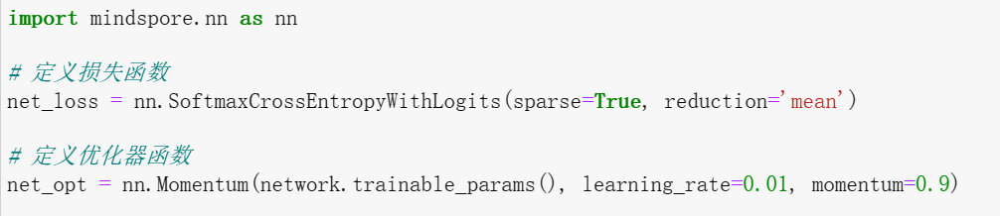 import mindspore.nn as nn
# 定义损失函数
net_loss = nn.SoftmaxCrossEntropyWithLogits(sparse=True, reduction='mean')
# 定义优化器函数
net_opt = nn.Momentum(network.trainable_params(), learning_rate=0.01, momentum=0.9)